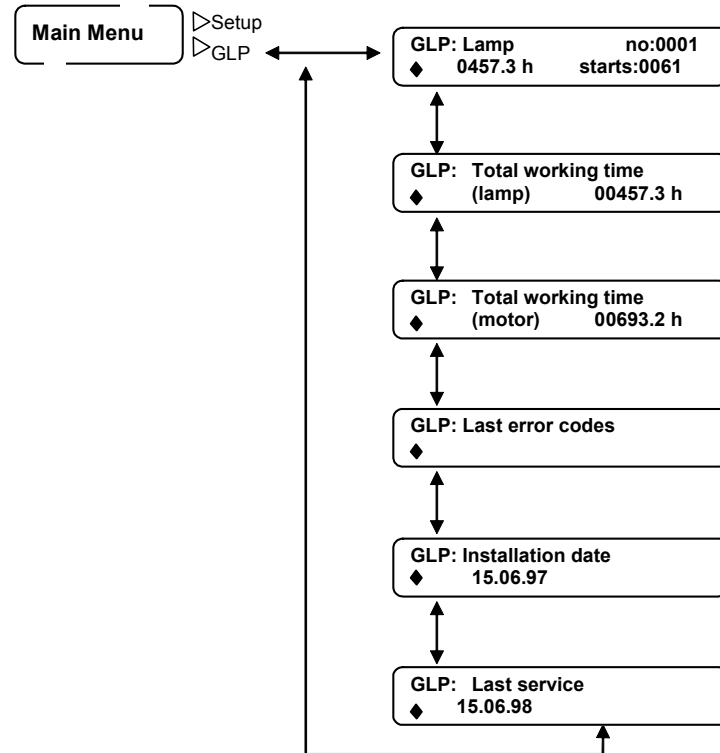 Main Menu
▷Setup
▷GLP
GLP: Lamp no:0001
♦ 0457.3 h starts:0061
GLP: Total working time
♦ (lamp) 00457.3 h
GLP: Total working time
♦ (motor) 00693.2 h
GLP: Last error codes
♦
GLP: Installation date
♦ 15.06.97
GLP: Last service
♦ 15.06.98